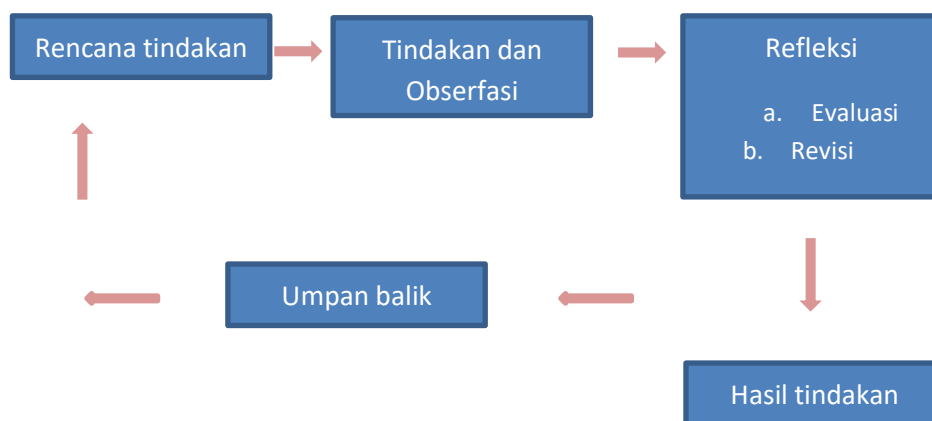 Rencana tindakan
Tindakan dan
Obserfasi
Refleksi
a. Evaluasi
b. Revisi
Umpan balik
Hasil tindakan